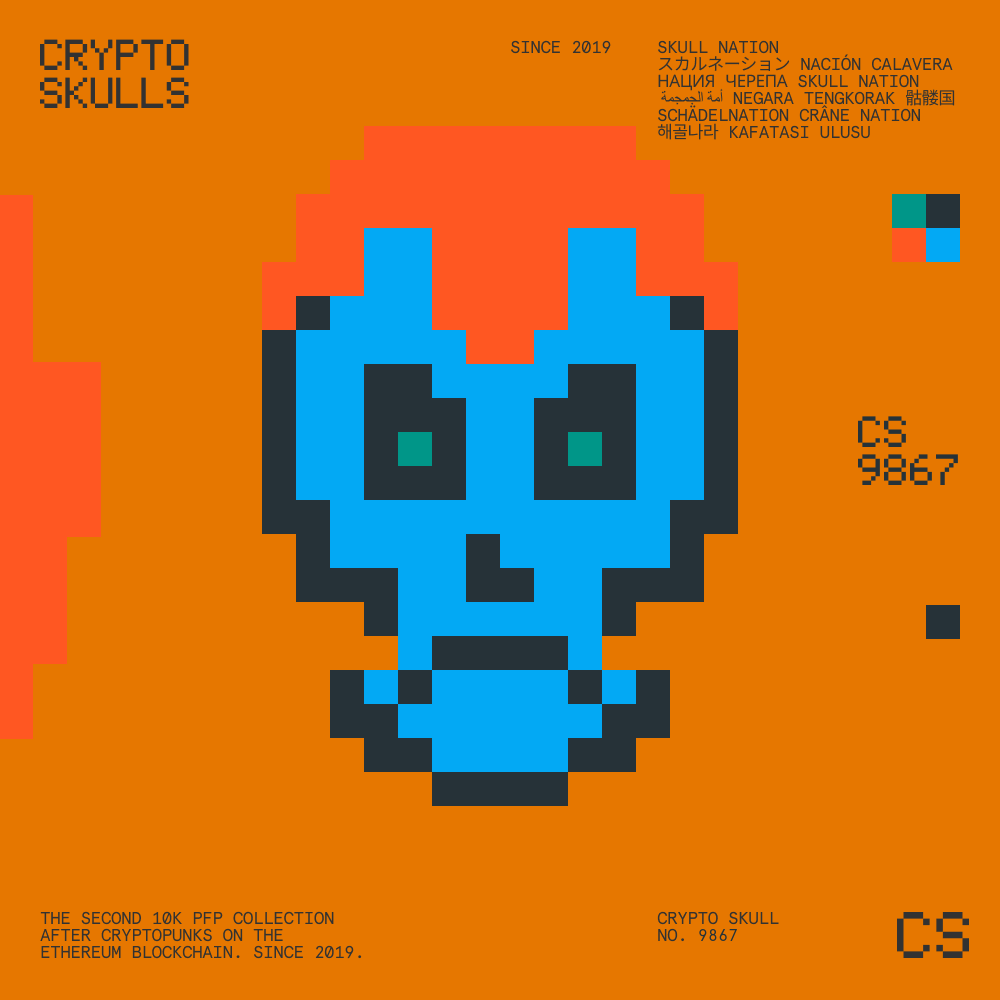 CRYPTO
SKULLS
SINCE 2019
SKULL NATION
スカルネーション NACIÓN CALAVERA
НАЦИЯ ЧЕРЕПА SKULL NATION
أمة الجمجمة NEGARA TENGKORAK 骷髅国
SCHÄDELNATION CRÂNE NATION
해골나라 KAFATASI ULUSU
CS
9867
THE SECOND 10K PFP COLLECTION
AFTER CRYPTOPUNKS ON THE
ETHEREUM BLOCKCHAIN. SINCE 2019.
CRYPTO SKULL
NO. 9867
CS